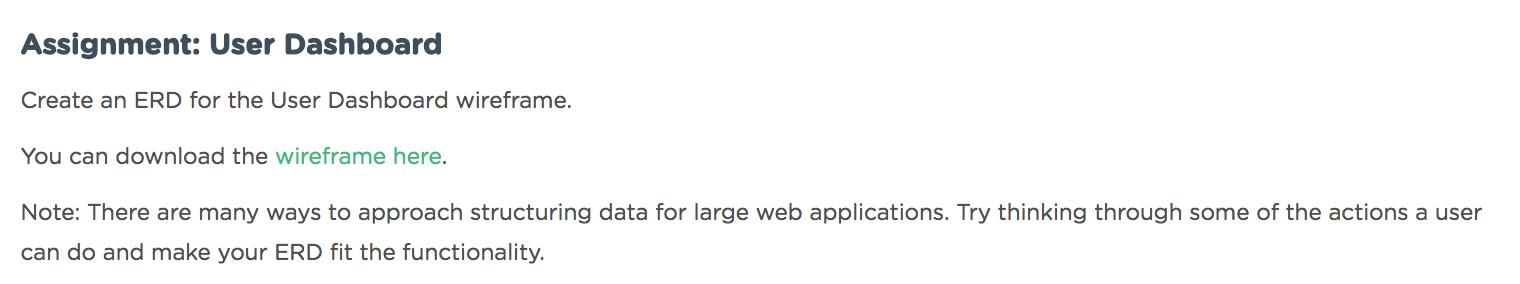 Assignment: User Dashboard
Create an ERD for the User Dashboard wireframe.
You can download the wireframe here.
Note: There are many ways to approach structuring data for large web applications. Try thinking through some of the actions a user
can do and make your ERD fit the functionality.